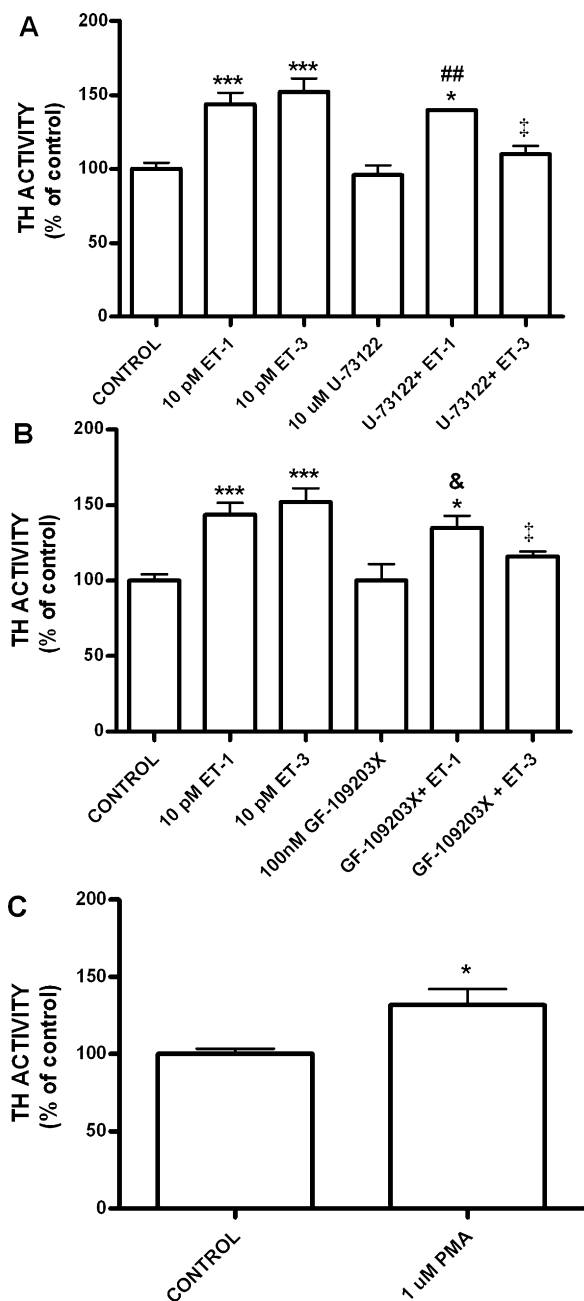 A
TH ACTIVITY
(% of control)
200
150
100
50
0
***
***
##
*
‡
CONTROL
10 pM ET-1
10 pM ET-3
10 uM U-73122
U-73122+ ET-1
U-73122+ ET-3
B
TH ACTIVITY
(% of control)
200
150
100
50
0
***
***
&
*
‡
CONTROL
10 pM ET-1
10 pM ET-3
100nM GF-109203X
GF-109203X+ ET-1
GF-109203X + ET-3
C
TH ACTIVITY
(% of control)
200
150
100
50
0
*
CONTROL
1 uM PMA